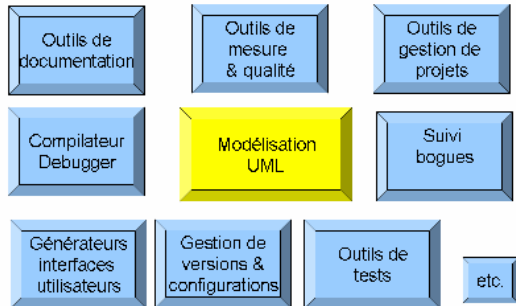 Outils de
documentation
Outils de
mesure
& qualité
Outils de
gestion de
projets
Compilateur
Debugger
Modélisation
UML
Suivi
bogues
Générateurs
interfaces
utilisateurs
Gestion de
versions &
configurations
Outils de
tests
etc.